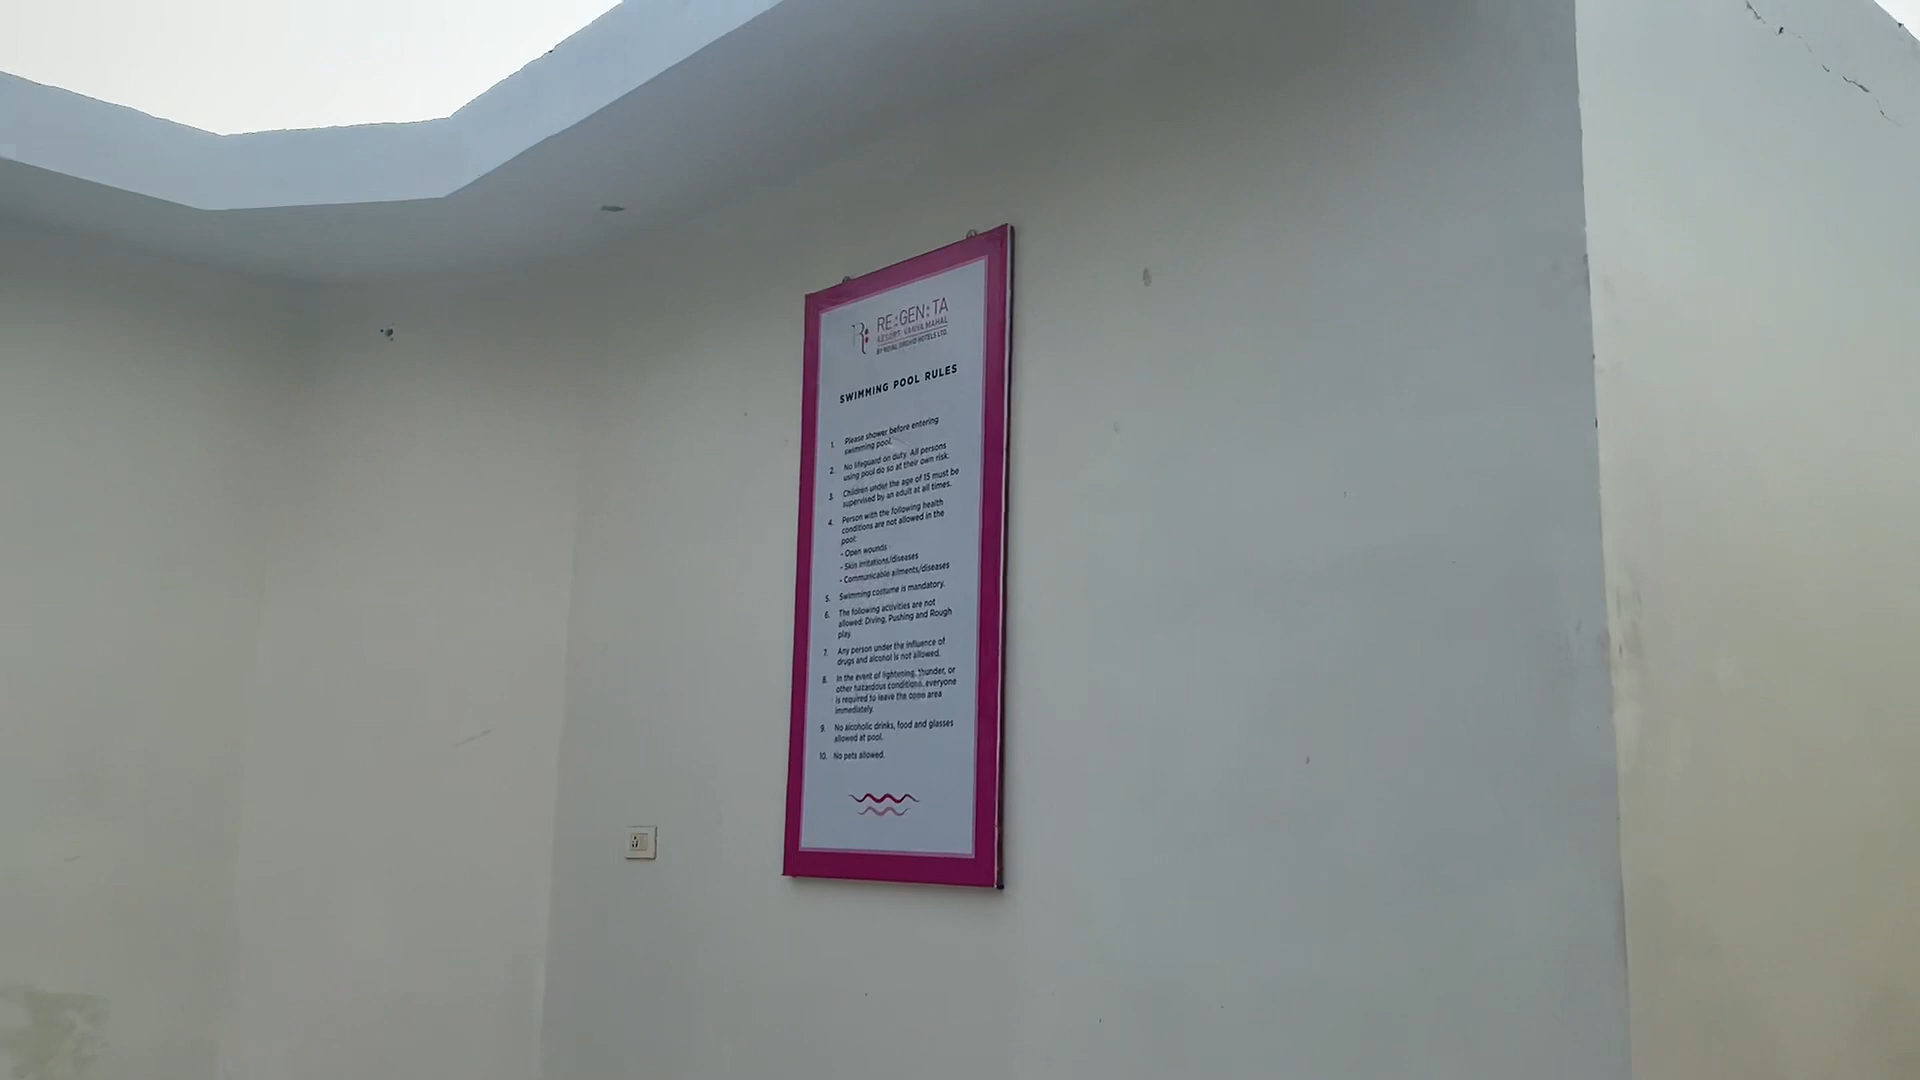 RE:GEN:TA
RESORT VANYA MAHAL
BY ROYAL ORCHID HOTELS LTD.
SWIMMING POOL RULES
1. Please shower before entering
swimming pool.
2. No lifeguard on duty. All persons
using pool do so at their own risk.
3. Children under the age of 15 must be
supervised by an adult at all times.
4. Person with the following health
conditions are not allowed in the
pool:
- Open wounds
- Skin irritations/diseases
- Communicable ailments/diseases
5. Swimming costume is mandatory.
6. The following activities are not
allowed: Diving, Pushing and Rough
play.
7. Any person under the influence of
drugs and alcohol is not allowed.
8. In the event of lightening, thunder, or
other hazardous conditions, everyone
is required to leave the open area
immediately.
9. No alcoholic drinks, food and glasses
allowed at pool.
10. No pets allowed.